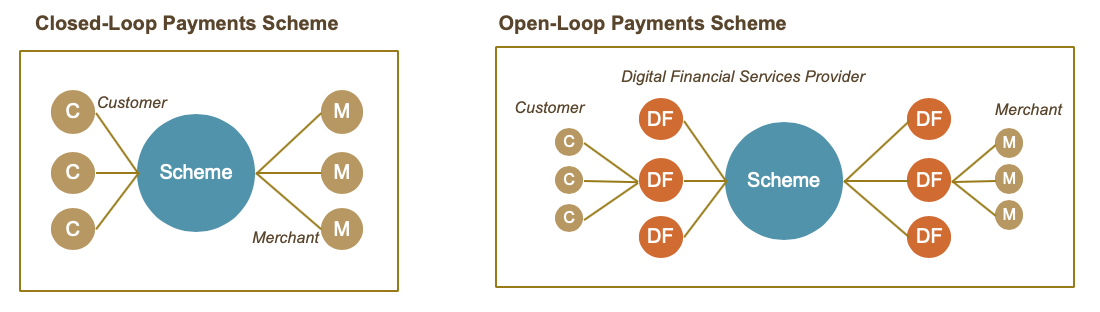 Closed-Loop Payments Scheme
C
Customer
M
C
Scheme
M
C
Merchant
M
Open-Loop Payments Scheme
Digital Financial Services Provider
Customer
Merchant
DF
DF
C
M
C
DF
Scheme
DF
M
C
M
DF
DF